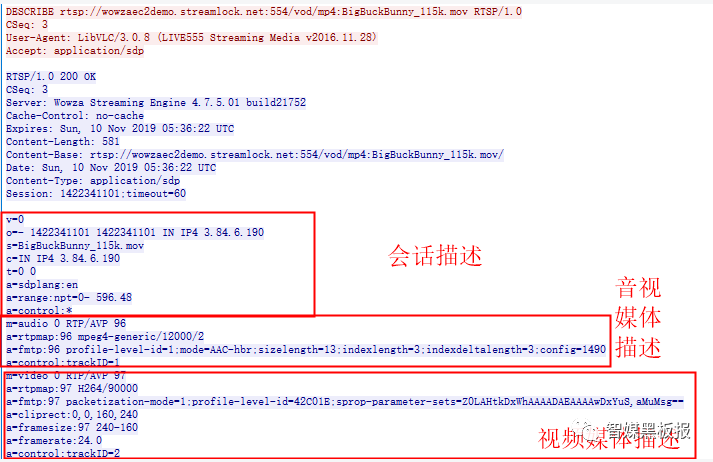 DESCRIBE rtsp://wowzaec2demo.streamlock.net:554/vod/mp4:BigBuckBunny_115k.mov RTSP/1.0
CSeq: 3
User-Agent: LibVLC/3.0.8 (LIVE555 Streaming Media v2016.11.28)
Accept: application/sdp
RTSP/1.0 200 OK
CSeq: 3
Server: Wowza Streaming Engine 4.7.5.01 build21752
Cache-Control: no-cache
Expires: Sun, 10 Nov 2019 05:36:22 UTC
Content-Length: 581
Content-Base: rtsp://wowzaec2demo.streamlock.net:554/vod/mp4:BigBuckBunny_115k.mov/
Date: Sun, 10 Nov 2019 05:36:22 UTC
Content-Type: application/sdp
Session: 1422341101;timeout=60
v=0
o=- 1422341101 1422341101 IN IP4 3.84.6.190
s=BigBuckBunny_115k.mov
c=IN IP4 3.84.6.190
t=0 0
a=sdplang:en
a=range:npt=0- 596.48
a=control:*
会话描述
m=audio 0 RTP/AVP 96
a=rtpmap:96 mpeg4-generic/12000/2
a=fmtp:96 profile-level-id=1;mode=AAC-hbr;sizelength=13;indexlength=3;indexdeltalength=3;config=1490
a=control:trackID=1
音视
媒体
描述
m=video 0 RTP/AVP 97
a=rtpmap:97 H264/90000
a=fmtp:97 packetization-mode=1;profile-level-id=42C01E;sprop-parameter-sets=Z0LAHtkDxWhAAAADAEAAAAwDxYuS,aMuMsg==
a=cliprect:0,0,160,240
a=framesize:97 240-160
a=framerate:24.0
a=control:trackID=2
视频媒体描述
智媒黑板报